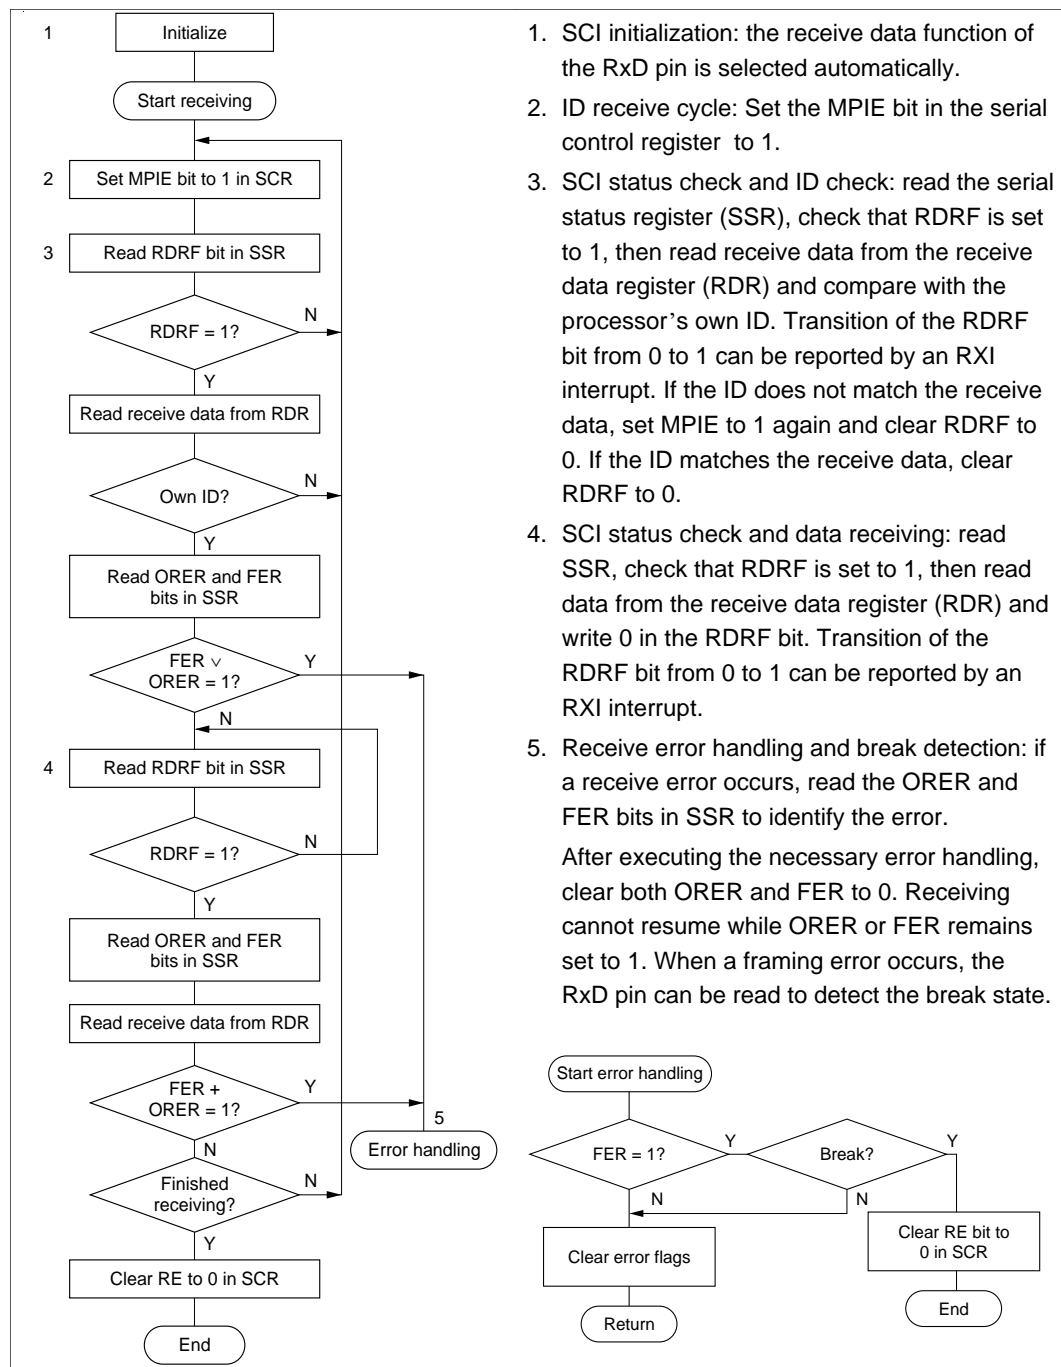 1
Initialize
Start receiving
2
Set MPIE bit to 1 in SCR
3
Read RDRF bit in SSR
RDRF = 1?
N
Y
Read receive data from RDR
Own ID?
N
Y
Read ORER and FER
bits in SSR
FER ∨
ORER = 1?
Y
N
4
Read RDRF bit in SSR
RDRF = 1?
N
Y
Read ORER and FER
bits in SSR
Read receive data from RDR
FER +
ORER = 1?
Y
N
5
Error handling
Finished
receiving?
N
Y
Clear RE to 0 in SCR
End
1. SCI initialization: the receive data function of
the RxD pin is selected automatically.
2. ID receive cycle: Set the MPIE bit in the serial
control register to 1.
3. SCI status check and ID check: read the serial
status register (SSR), check that RDRF is set
to 1, then read receive data from the receive
data register (RDR) and compare with the
processor’s own ID. Transition of the RDRF
bit from 0 to 1 can be reported by an RXI
interrupt. If the ID does not match the receive
data, set MPIE to 1 again and clear RDRF to
0. If the ID matches the receive data, clear
RDRF to 0.
4. SCI status check and data receiving: read
SSR, check that RDRF is set to 1, then read
data from the receive data register (RDR) and
write 0 in the RDRF bit. Transition of the
RDRF bit from 0 to 1 can be reported by an
RXI interrupt.
5. Receive error handling and break detection: if
a receive error occurs, read the ORER and
FER bits in SSR to identify the error.
After executing the necessary error handling,
clear both ORER and FER to 0. Receiving
cannot resume while ORER or FER remains
set to 1. When a framing error occurs, the
RxD pin can be read to detect the break state.
Start error handling
FER = 1?
Y
N
Break?
Y
N
Clear error flags
Clear RE bit to
0 in SCR
Return
End